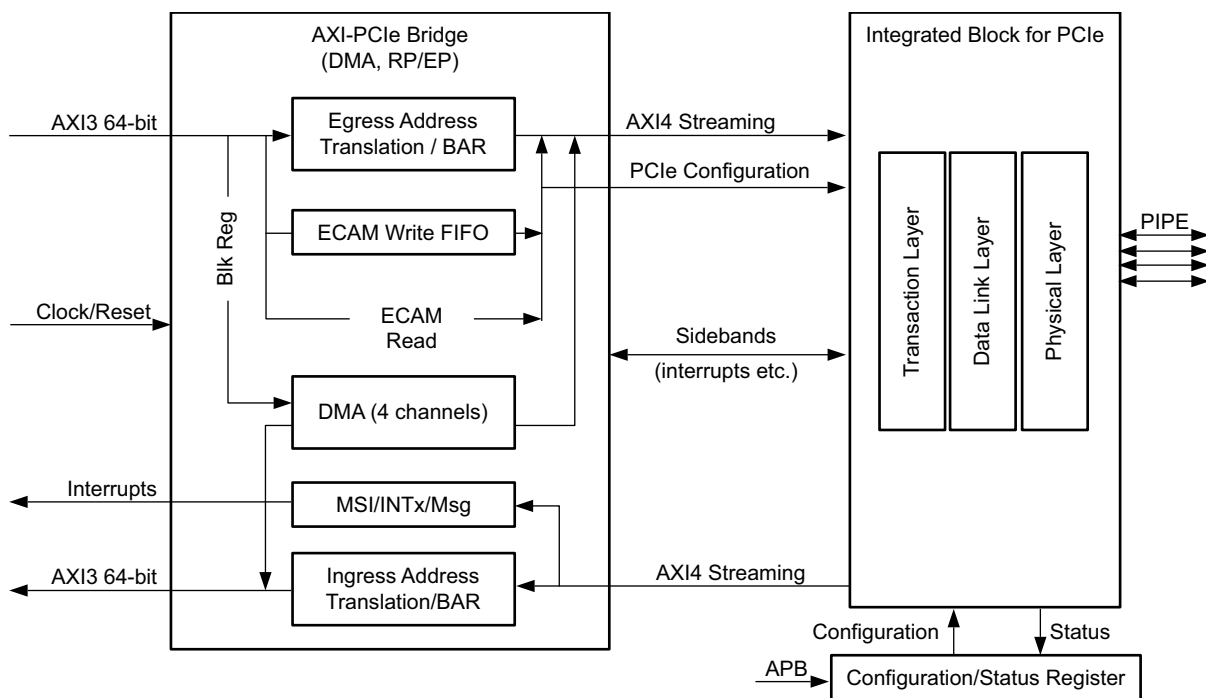 AXI-PCIe Bridge
(DMA, RP/EP)
Integrated Block for PCIe
AXI3 64-bit
Egress Address
Translation / BAR
AXI4 Streaming
PCIe Configuration
Blk Reg
ECAM Write FIFO
Transaction Layer
Data Link Layer
Physical Layer
PIPE
Clock/Reset
ECAM
Read
Sidebands
(interrupts etc.)
DMA (4 channels)
Interrupts
MSI/INTx/Msg
AXI3 64-bit
Ingress Address
Translation/BAR
AXI4 Streaming
Configuration
Status
APB
Configuration/Status Register